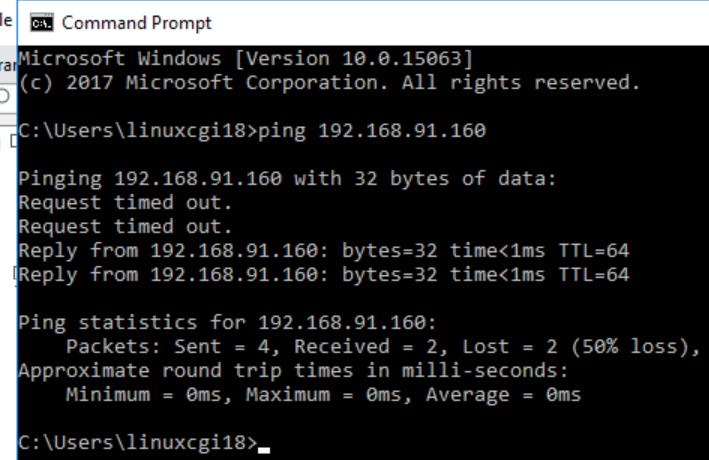 le
Command Prompt
Microsoft Windows [Version 10.0.15063]
(c) 2017 Microsoft Corporation. All rights reserved.
C:\Users\linuxcgi18>ping 192.168.91.160
Pinging 192.168.91.160 with 32 bytes of data:
Request timed out.
Request timed out.
Reply from 192.168.91.160: bytes=32 time<1ms TTL=64
Reply from 192.168.91.160: bytes=32 time<1ms TTL=64
Ping statistics for 192.168.91.160:
Packets: Sent = 4, Received = 2, Lost = 2 (50% loss),
Approximate round trip times in milli-seconds:
Minimum = 0ms, Maximum = 0ms, Average = 0ms
C:\Users\linuxcgi18>